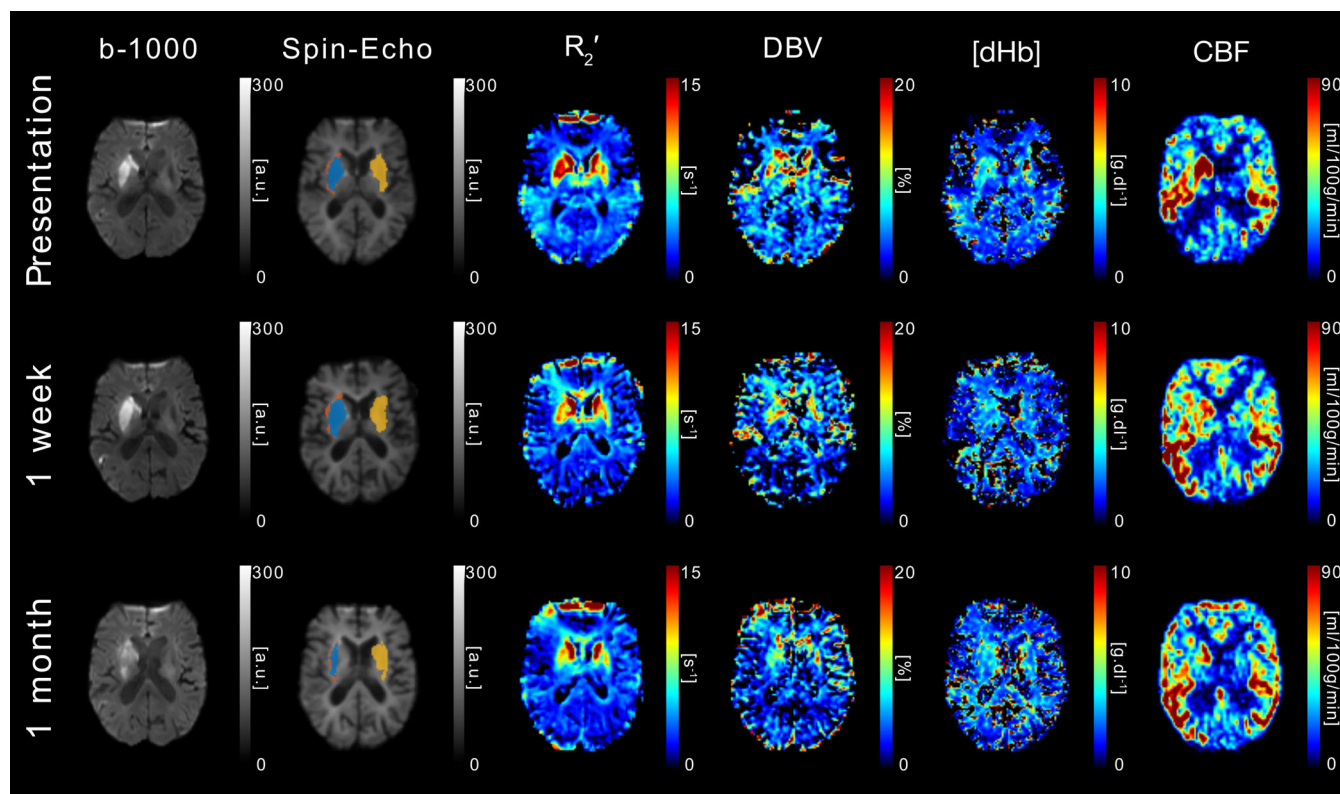 b-1000 Spin-Echo R₂′ DBV [dHb] CBF
Presentation
300 300 15 20 10 90
[a.u.] [a.u.] [s⁻¹] [%] [g.dl⁻¹] [ml/100g/min]
0 0 0 0 0 0
1 week
300 300 15 20 10 90
[a.u.] [a.u.] [s⁻¹] [%] [g.dl⁻¹] [ml/100g/min]
0 0 0 0 0 0
1 month
300 300 15 20 10 90
[a.u.] [a.u.] [s⁻¹] [%] [g.dl⁻¹] [ml/100g/min]
0 0 0 0 0 0